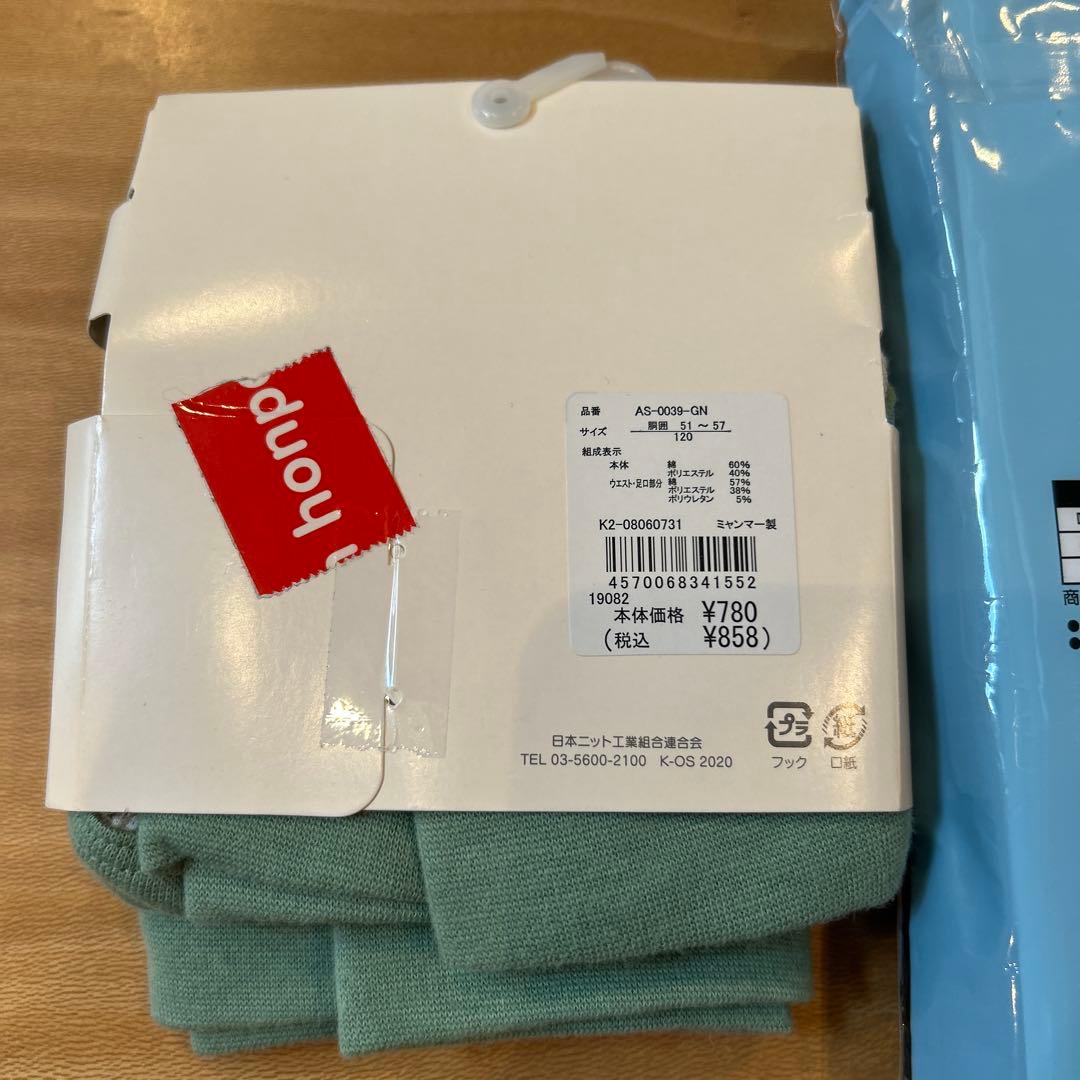 honp
品番 AS-0039-GN
サイズ 胴囲 51 ～ 57
120
組成表示
本体 綿 60%
ポリエステル 40%
ウエスト・足口部分 綿 57%
ポリエステル 38%
ポリウレタン 5%
K2-08060731 ミャンマー製
4570068341552
19082
本体価格 ¥780
(税込 ¥858)
プラ 紙
フック 口紙
日本ニット工業組合連合会
TEL 03-5600-2100 K-OS 2020
商